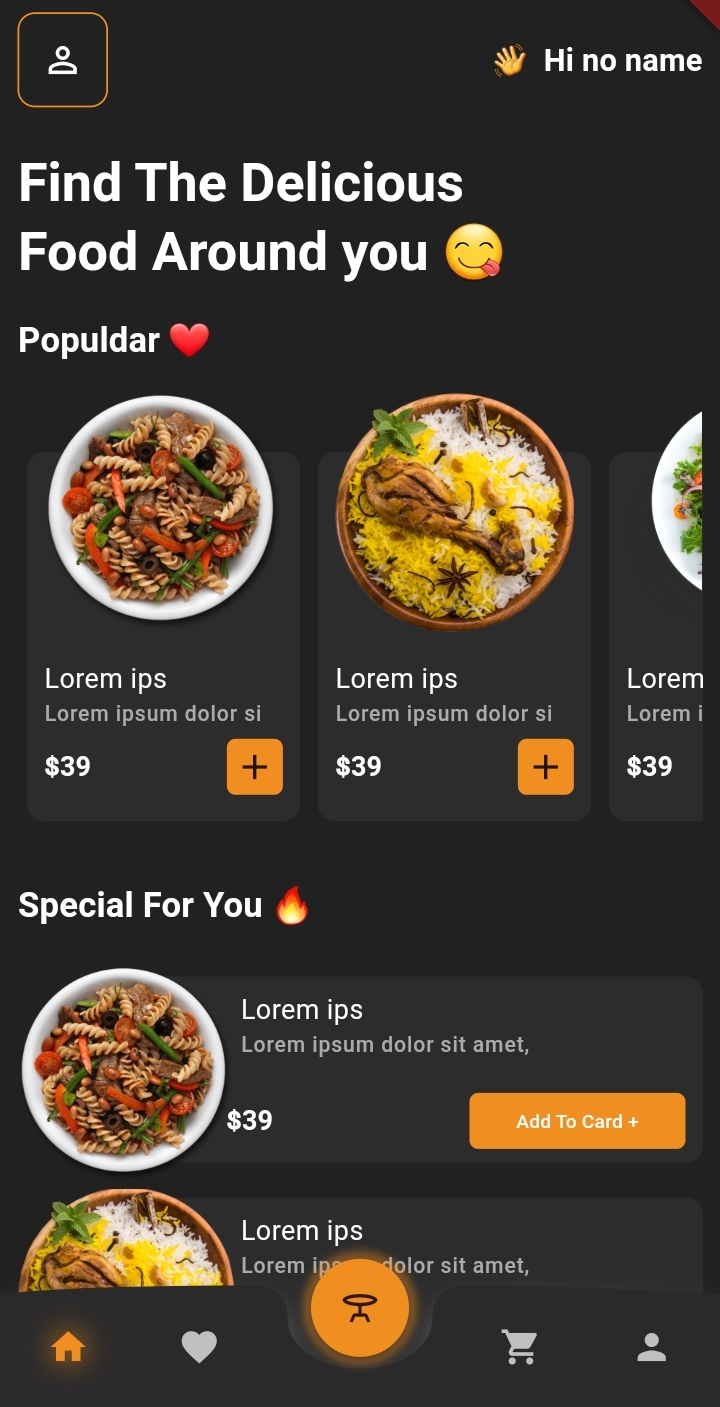 👋 Hi no name
Find The Delicious
Food Around you 😋
Populdar ❤️
Lorem ips
Lorem ipsum dolor si
$39
Lorem ips
Lorem ipsum dolor si
$39
Lorem
Lorem i
$39
Special For You 🔥
Lorem ips
Lorem ipsum dolor sit amet,
$39
Add To Card +
Lorem ips
Lorem ips dolor sit amet,